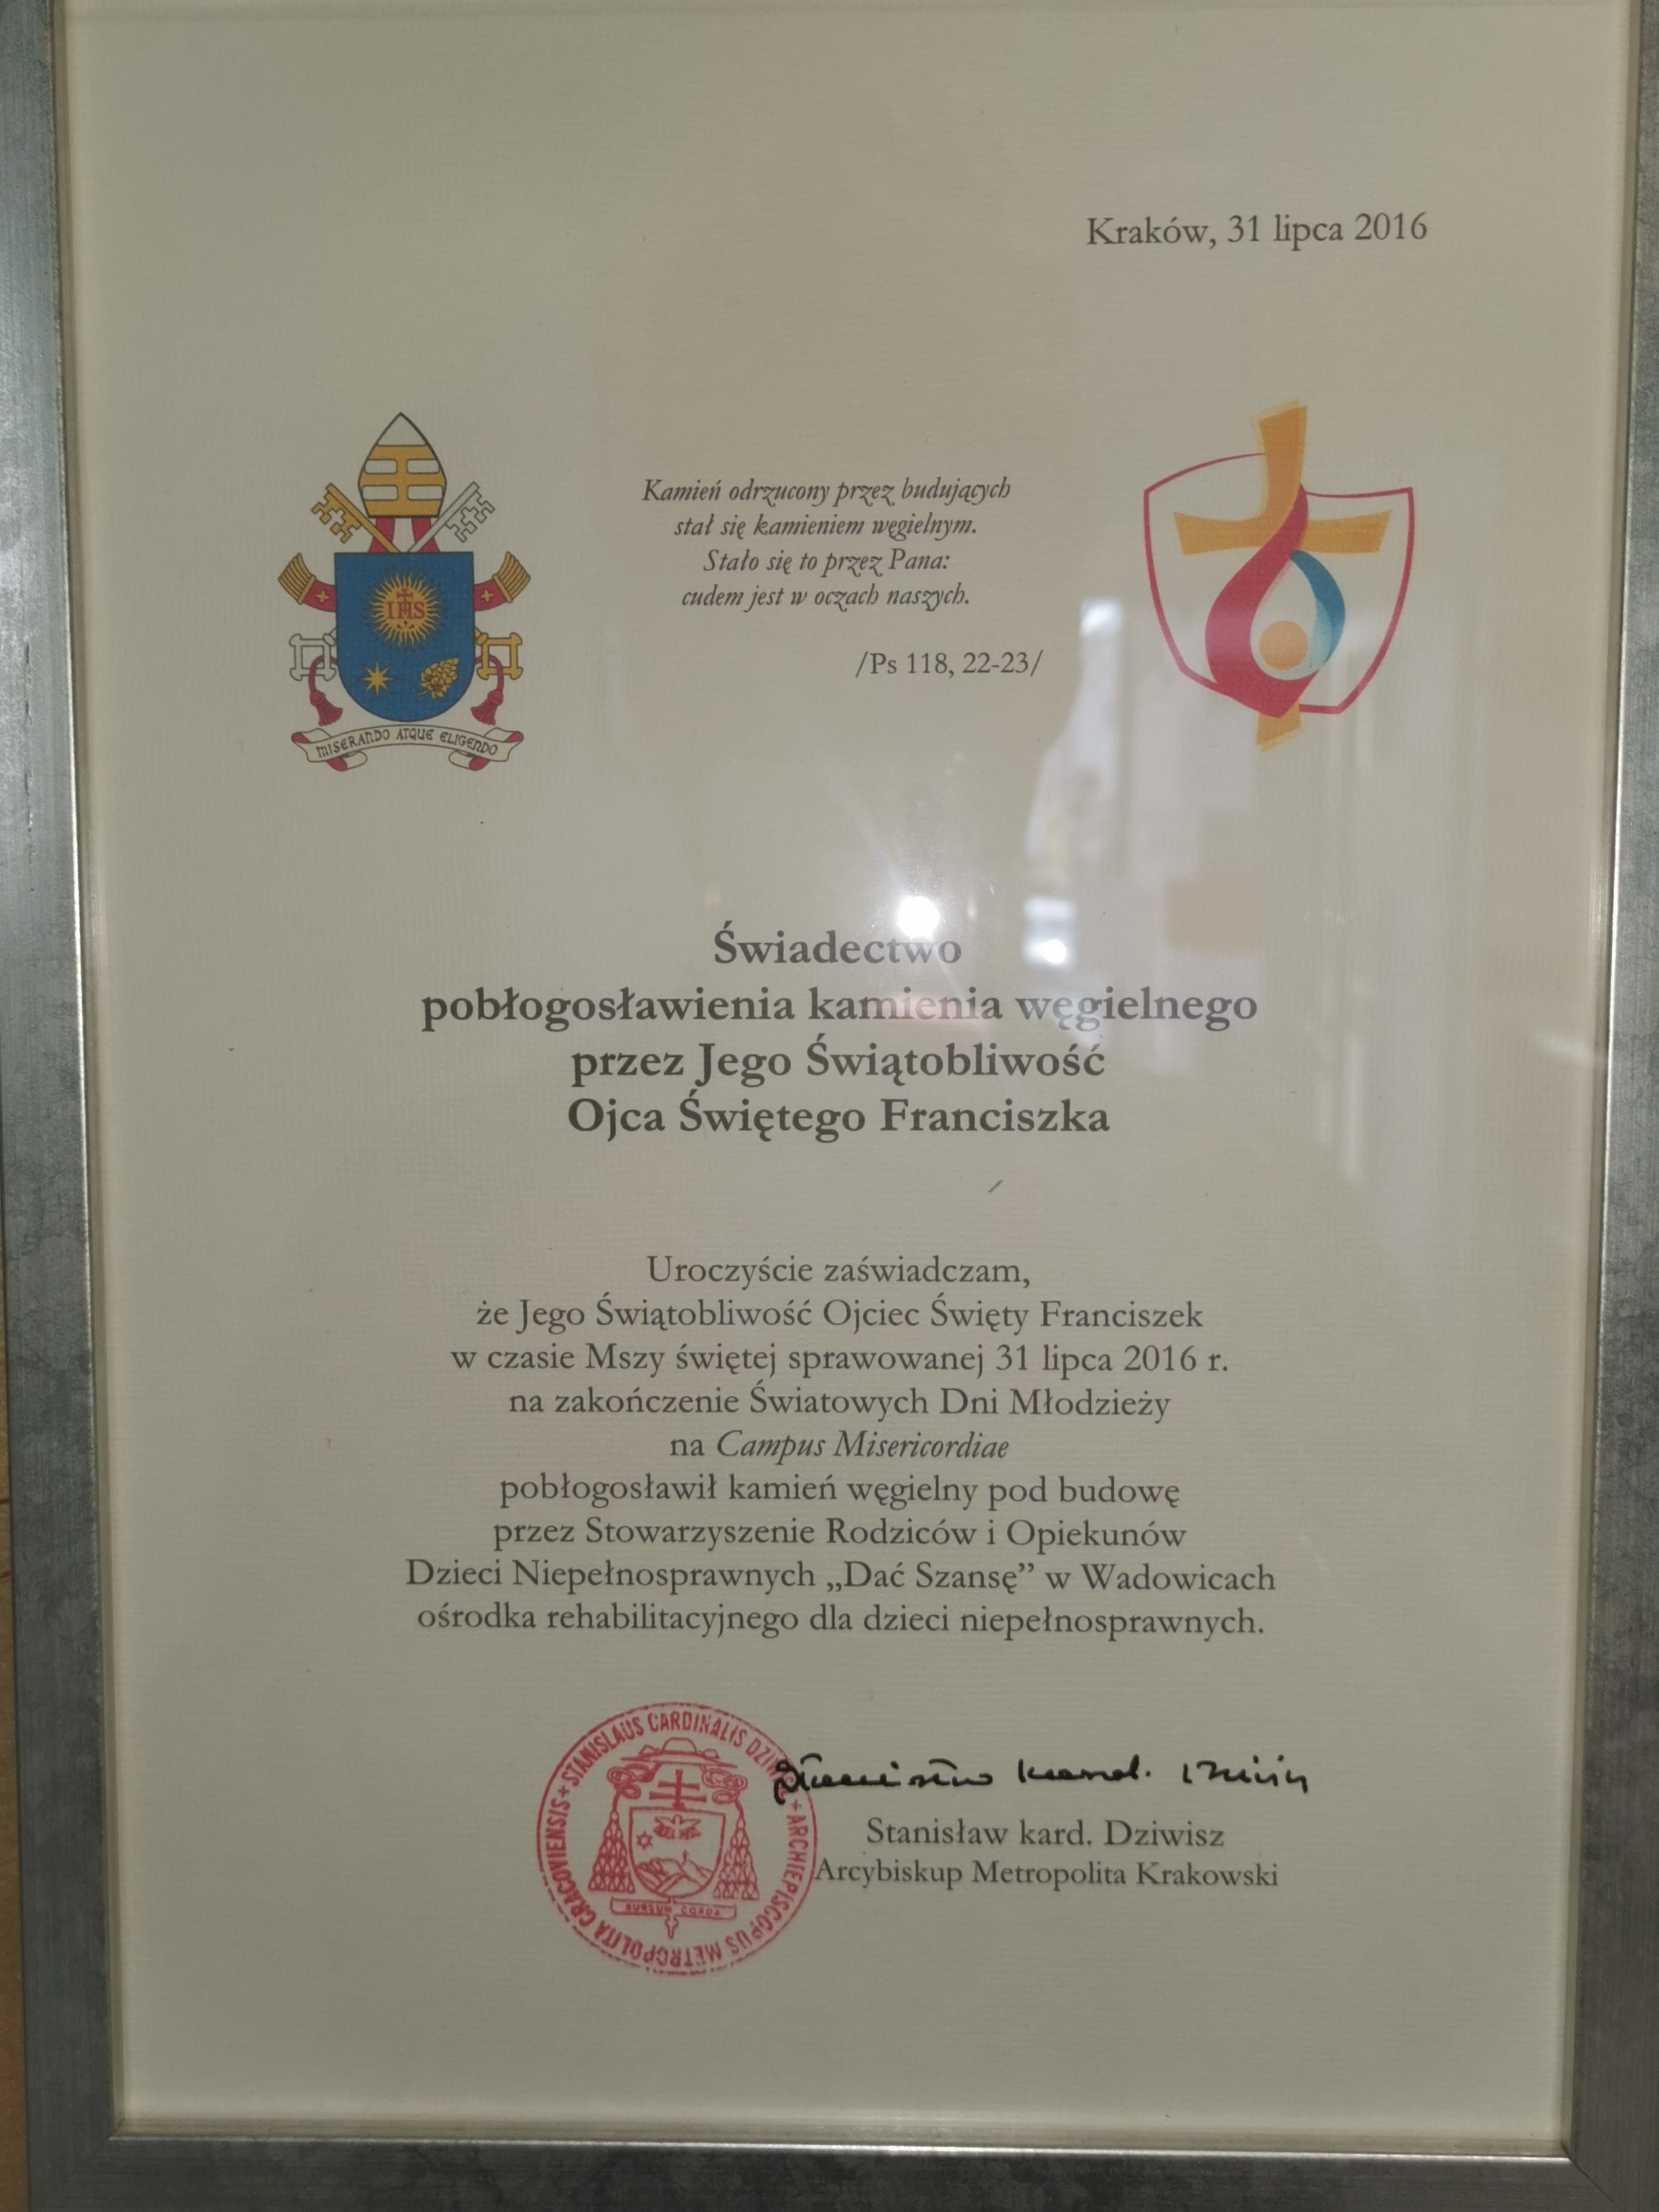 Kraków, 31 lipca 2016
Kamień odrzucony przez budujących
stał się kamieniem węgielnym.
Stało się to przez Pana:
cudem jest w oczach naszych.
/Ps 118, 22-23/
IHS
MISERANDO ATQUE ELIGENDO
Świadectwo
pobłogosławienia kamienia węgielnego
przez Jego Świątobliwość
Ojca Świętego Franciszka
Uroczyście zaświadczam,
że Jego Świątobliwość Ojciec Święty Franciszek
w czasie Mszy świętej sprawowanej 31 lipca 2016 r.
na zakończenie Światowych Dni Młodzieży
na Campus Misericordiae
pobłogosławił kamień węgielny pod budowę
przez Stowarzyszenie Rodziców i Opiekunów
Dzieci Niepełnosprawnych „Dać Szansę” w Wadowicach
ośrodka rehabilitacyjnego dla dzieci niepełnosprawnych.
STANISLAUS CARDINALIS DZIWISZ + ARCHIEPISCOPUS METROPOLITA CRACOVIENSIS +
SURSUM CORDA
Stanisław kard. Dziwisz
Stanisław kard. Dziwisz
Arcybiskup Metropolita Krakowski